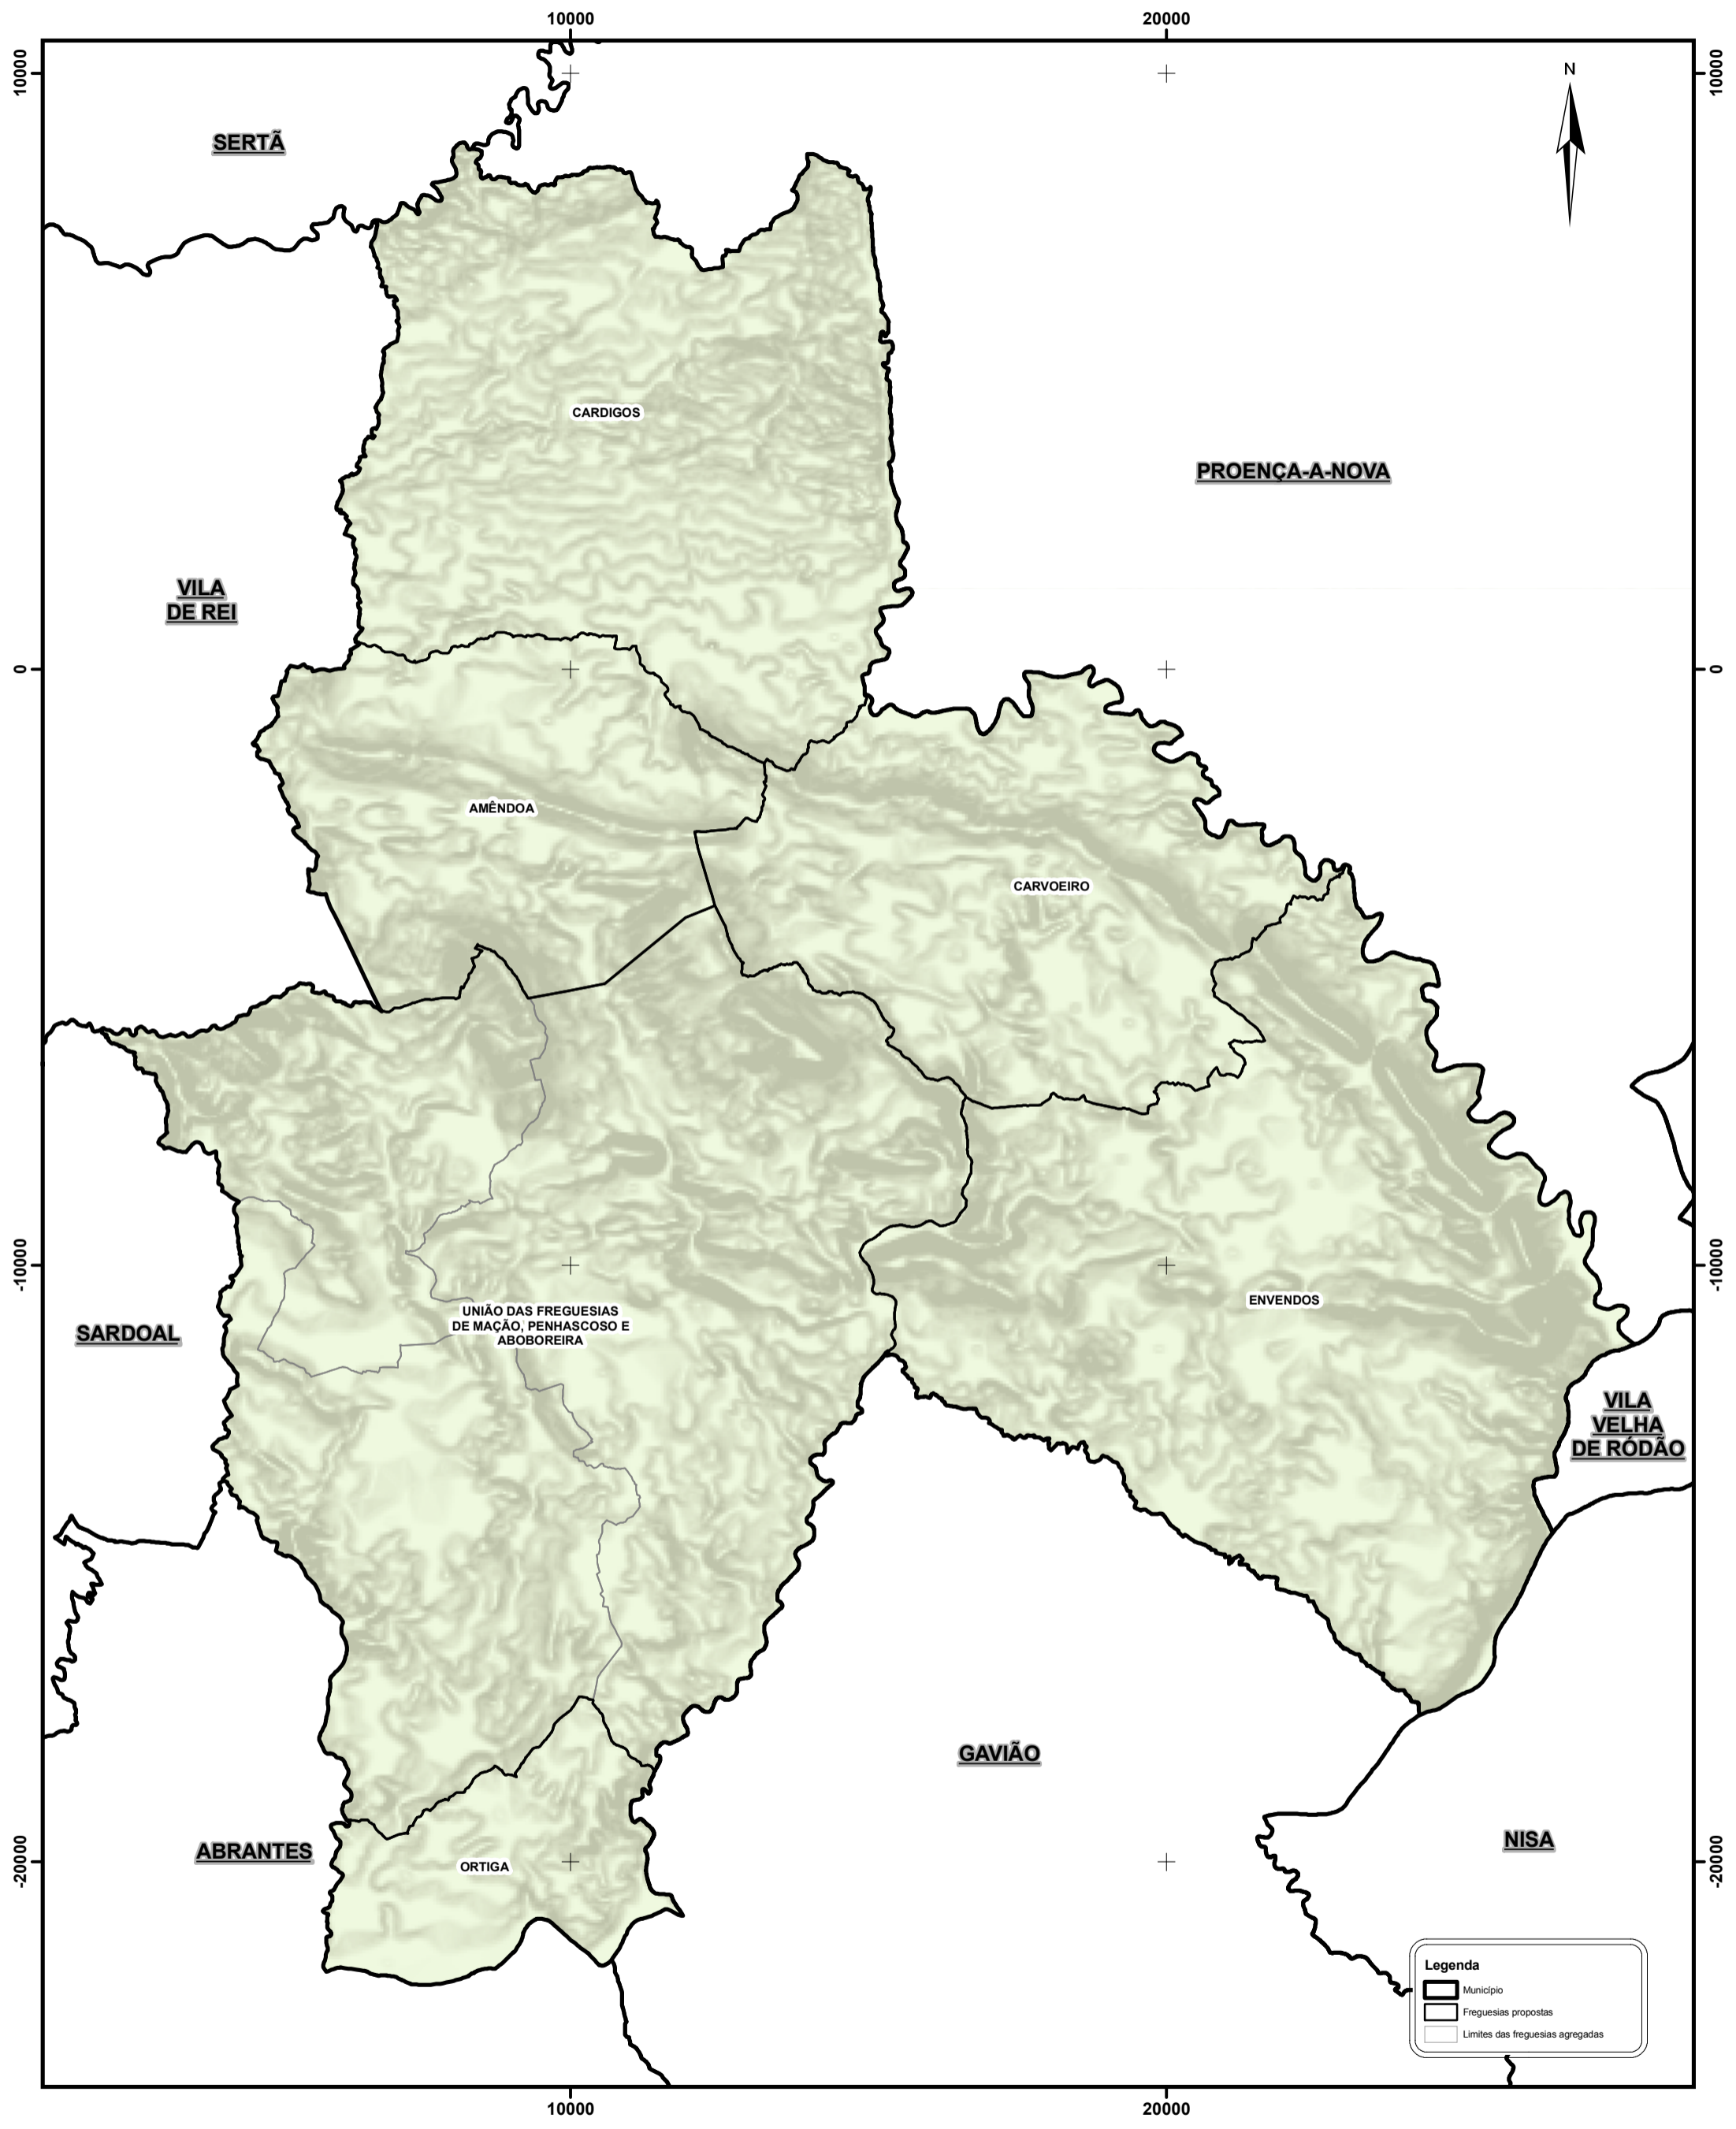 10000
20000
10000
10000
N
SERTÃ
CARDIGOS
PROENÇA-A-NOVA
VILA
DE REI
0
0
AMÊNDOA
CARVOEIRO
-10000
-10000
ENVENDOS
UNIÃO DAS FREGUESIAS
DE MAÇÃO, PENHASCOSO E
ABOBOREIRA
SARDOAL
VILA
VELHA
DE RÓDÃO
GAVIÃO
NISA
ABRANTES
ORTIGA
-20000
-20000
Legenda
Município
Freguesias propostas
Limites das freguesias agregadas
10000
20000